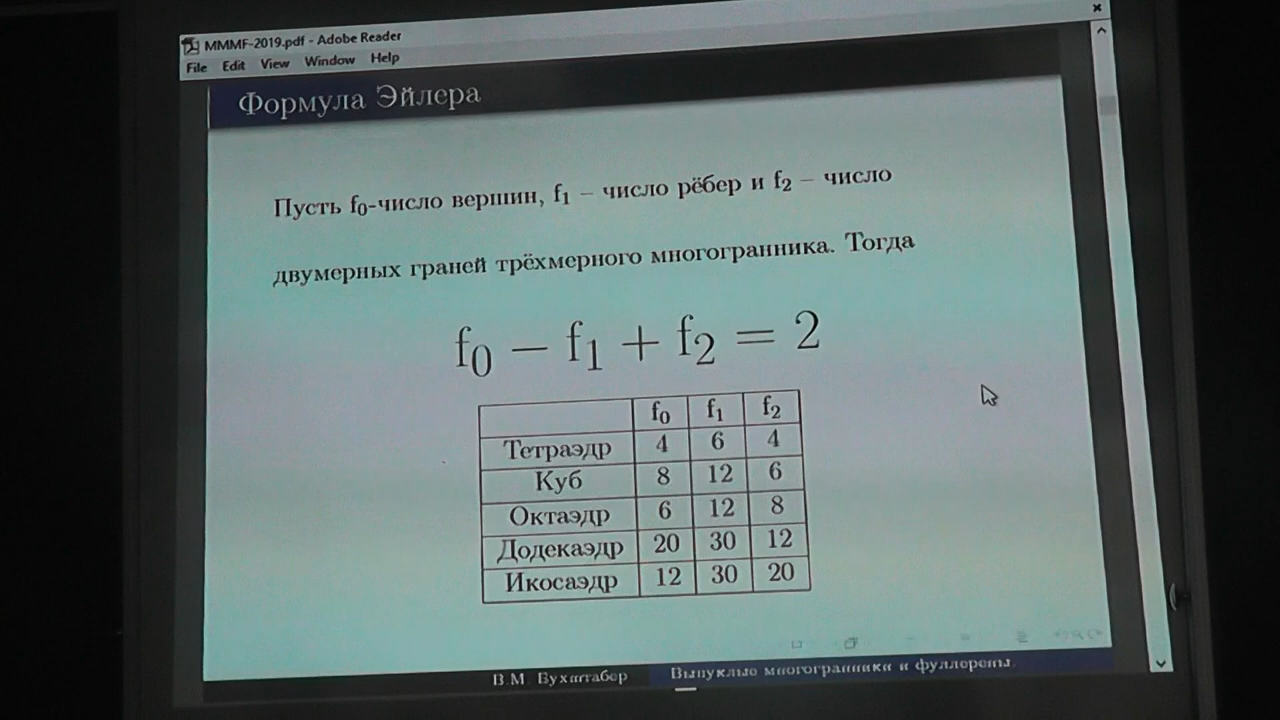 MMMF-2019.pdf - Adobe Reader
File Edit View Window Help
Формула Эйлера
Пусть f₀-число вершин, f₁ – число рёбер и f₂ – число
двумерных граней трёхмерного многогранника. Тогда
f₀ − f₁ + f₂ = 2
f₀ f₁ f₂
Тетраэдр 4 6 4
Куб 8 12 6
Октаэдр 6 12 8
Додекаэдр 20 30 12
Икосаэдр 12 30 20
В.М. Бухштабер Выпуклые многогранники и фуллерены.